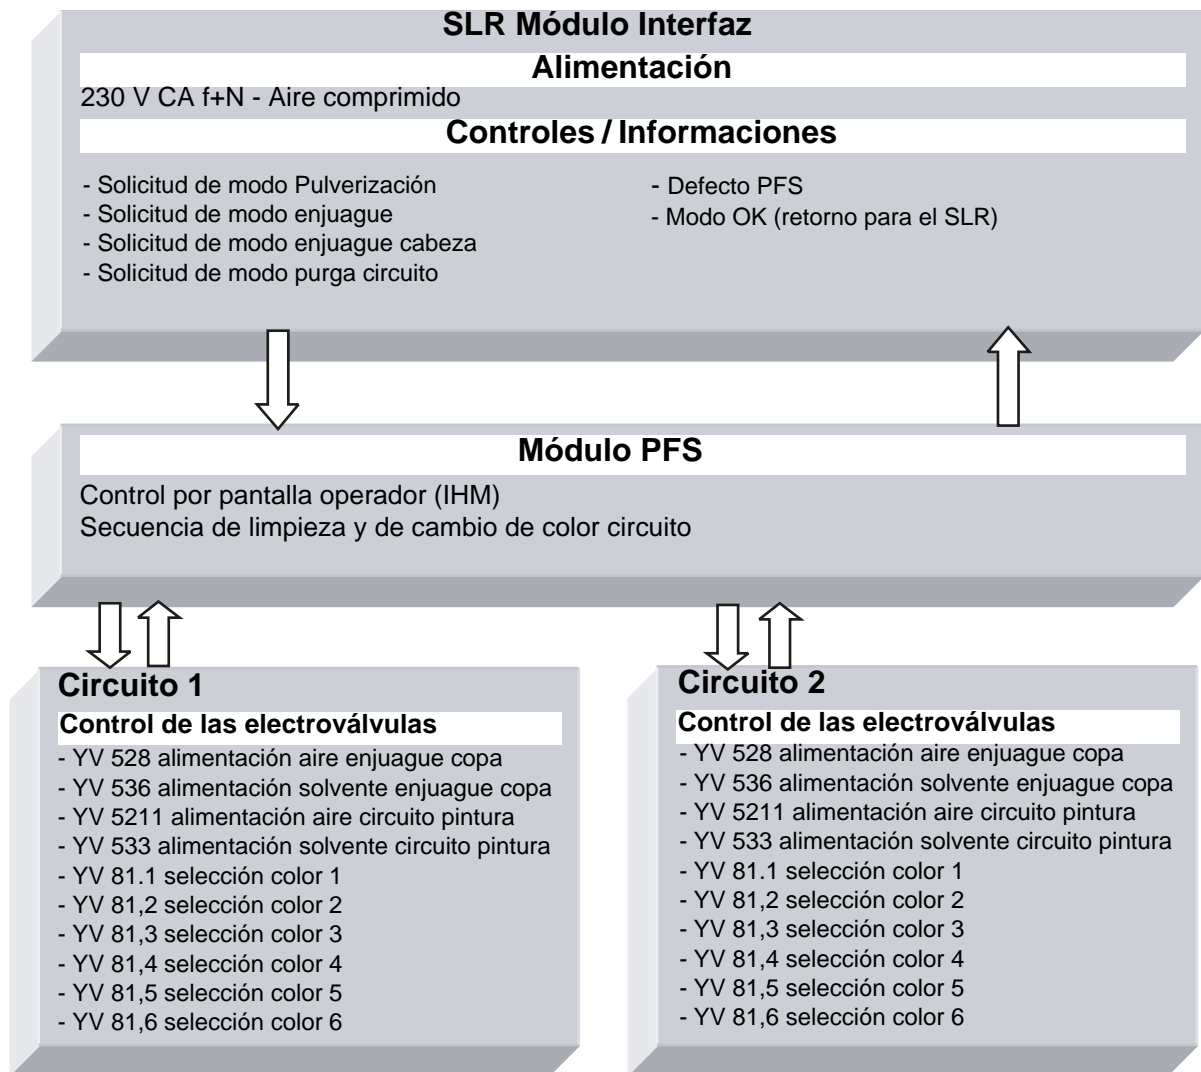 SLR Módulo Interfaz
Alimentación
230 V CA f+N - Aire comprimido
Controles / Informaciones
- Solicitud de modo Pulverización
- Solicitud de modo enjuague
- Solicitud de modo enjuague cabeza
- Solicitud de modo purga circuito
- Defecto PFS
- Modo OK (retorno para el SLR)
Módulo PFS
Control por pantalla operador (IHM)
Secuencia de limpieza y de cambio de color circuito
Circuito 1
Control de las electroválvulas
- YV 528 alimentación aire enjuague copa
- YV 536 alimentación solvente enjuague copa
- YV 5211 alimentación aire circuito pintura
- YV 533 alimentación solvente circuito pintura
- YV 81.1 selección color 1
- YV 81,2 selección color 2
- YV 81,3 selección color 3
- YV 81,4 selección color 4
- YV 81,5 selección color 5
- YV 81,6 selección color 6
Circuito 2
Control de las electroválvulas
- YV 528 alimentación aire enjuague copa
- YV 536 alimentación solvente enjuague copa
- YV 5211 alimentación aire circuito pintura
- YV 533 alimentación solvente circuito pintura
- YV 81.1 selección color 1
- YV 81,2 selección color 2
- YV 81,3 selección color 3
- YV 81,4 selección color 4
- YV 81,5 selección color 5
- YV 81,6 selección color 6